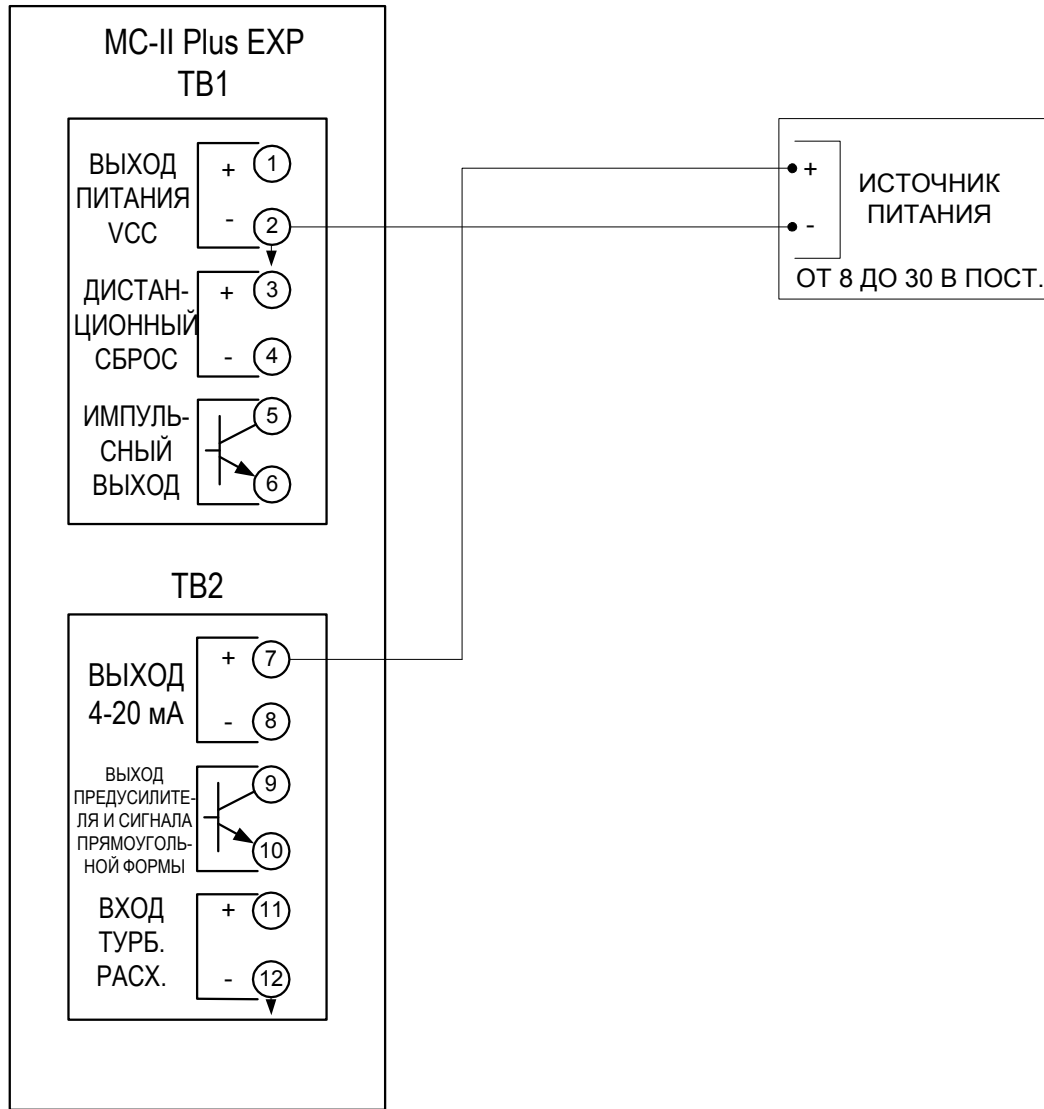 MC-II Plus EXP
TB1
ВЫХОД
ПИТАНИЯ
VCC
+ 1
- 2
ДИСТАН-
ЦИОННЫЙ
СБРОС
+ 3
- 4
ИМПУЛЬ-
СНЫЙ
ВЫХОД
5
6
TB2
ВЫХОД
4-20 мА
+ 7
- 8
ВЫХОД
ПРЕДУСИЛИТЕ-
ЛЯ И СИГНАЛА
ПРЯМОУГОЛЬ-
НОЙ ФОРМЫ
9
10
ВХОД
ТУРБ.
РАСХ.
+ 11
- 12
+
-
ИСТОЧНИК
ПИТАНИЯ
ОТ 8 ДО 30 В ПОСТ.